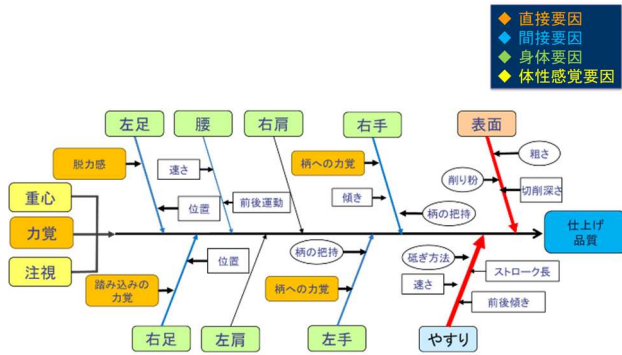 ◆ 直接要因
◆ 間接要因
◆ 身体要因
◆ 体性感覚要因
左足
腰
右肩
右手
表面
脱力感
速さ
柄への力覚
粗さ
削り粉
切削深さ
重心
位置
前後運動
傾き
柄の把持
力覚
仕上げ
品質
注視
踏み込みの
力覚
位置
柄の把持
柄への力覚
砥ぎ方法
速さ
ストローク長
前後傾き
右足
左肩
左手
やすり